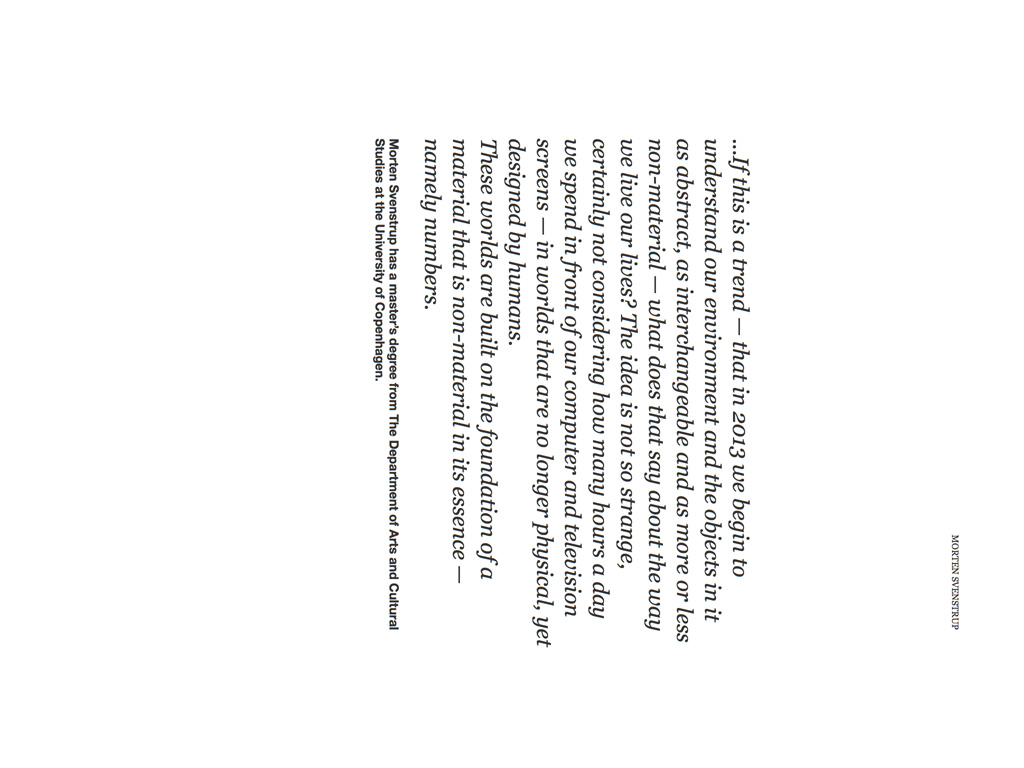 MORTEN SVENSTRUP
...If this is a trend — that in 2013 we begin to
understand our environment and the objects in it
as abstract, as interchangeable and as more or less
non-material — what does that say about the way
we live our lives? The idea is not so strange,
certainly not considering how many hours a day
we spend in front of our computer and television
screens — in worlds that are no longer physical, yet
designed by humans.
These worlds are built on the foundation of a
material that is non-material in its essence —
namely numbers.
Morten Svenstrup has a master's degree from The Department of Arts and Cultural
Studies at the University of Copenhagen.